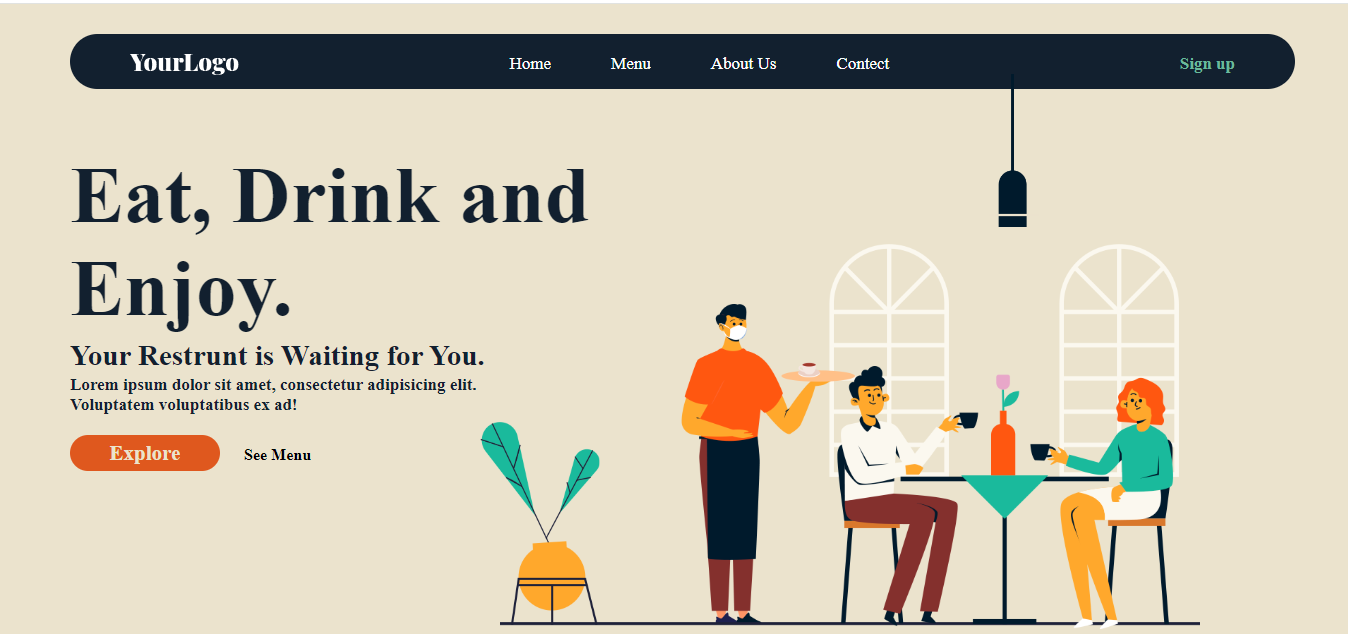 YourLogo
Home
Menu
About Us
Contect
Sign up
Eat, Drink and
Enjoy.
Your Restrunt is Waiting for You.
Lorem ipsum dolor sit amet, consectetur adipisicing elit.
Voluptatem voluptatibus ex ad!
Explore
See Menu